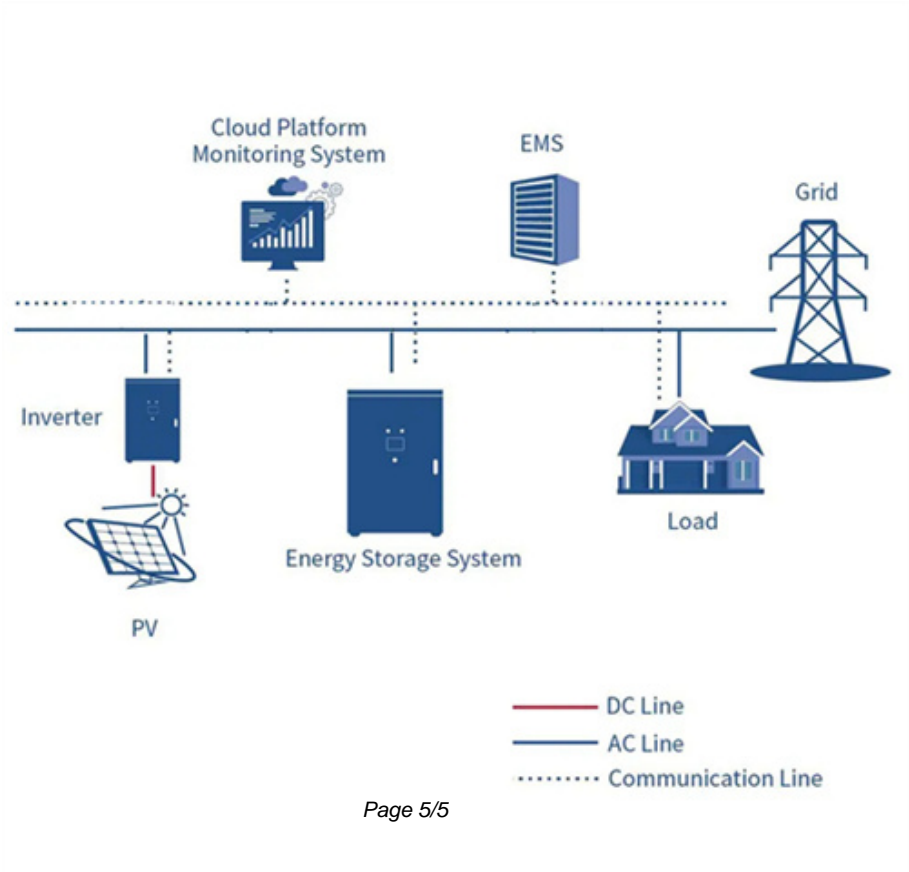 Cloud Platform
Monitoring System
EMS
Grid
Inverter
Load
Energy Storage System
PV
DC Line
AC Line
Communication Line
Page 5/5